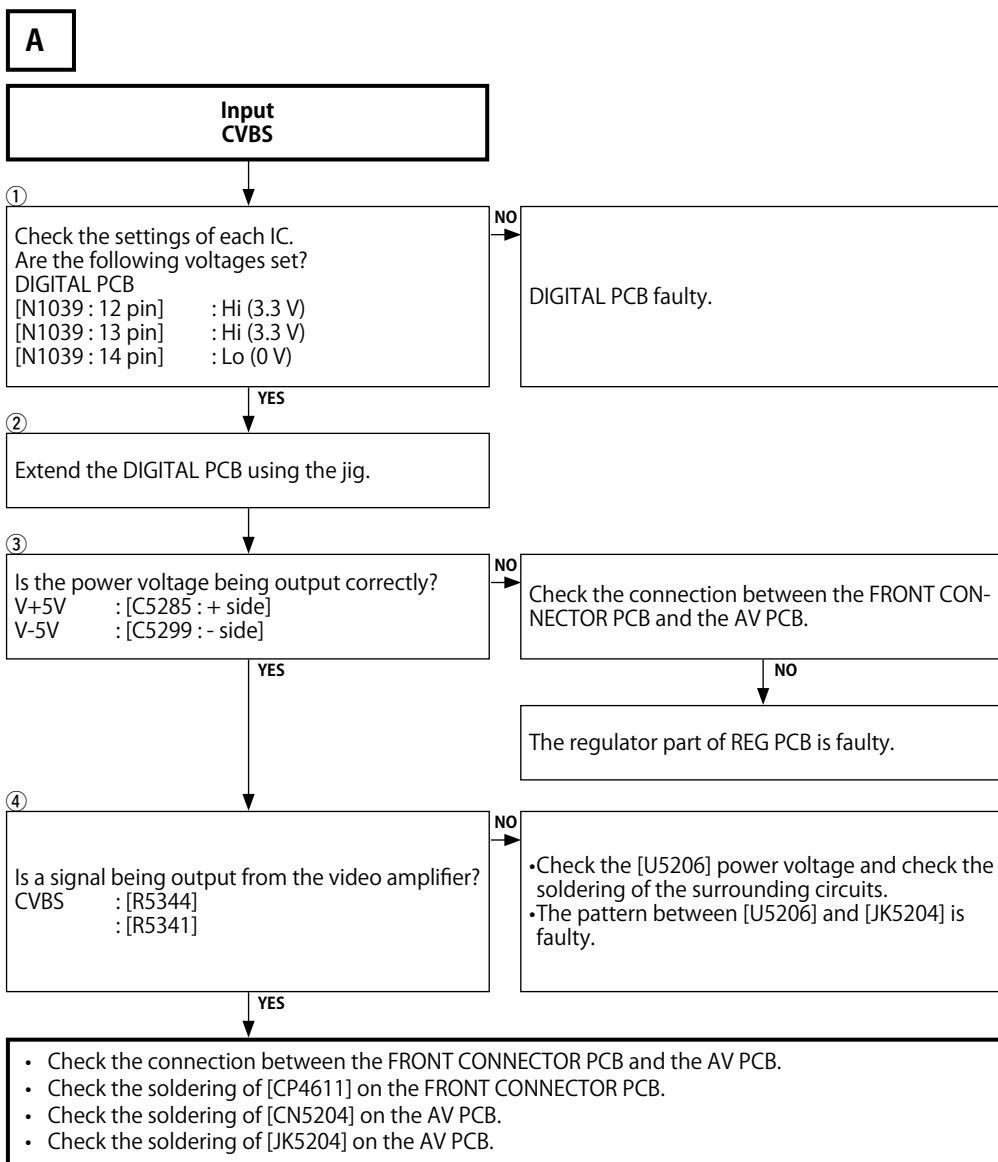 A
Input
CVBS
①
Check the settings of each IC.
Are the following voltages set?
DIGITAL PCB
[N1039 : 12 pin] : Hi (3.3 V)
[N1039 : 13 pin] : Hi (3.3 V)
[N1039 : 14 pin] : Lo (0 V)
NO
DIGITAL PCB faulty.
YES
②
Extend the DIGITAL PCB using the jig.
③
Is the power voltage being output correctly?
V+5V : [C5285 : + side]
V-5V : [C5299 : - side]
NO
Check the connection between the FRONT CON-
NECTOR PCB and the AV PCB.
YES
NO
The regulator part of REG PCB is faulty.
④
Is a signal being output from the video amplifier?
CVBS : [R5344]
: [R5341]
NO
•Check the [U5206] power voltage and check the
soldering of the surrounding circuits.
•The pattern between [U5206] and [JK5204] is
faulty.
YES
• Check the connection between the FRONT CONNECTOR PCB and the AV PCB.
• Check the soldering of [CP4611] on the FRONT CONNECTOR PCB.
• Check the soldering of [CN5204] on the AV PCB.
• Check the soldering of [JK5204] on the AV PCB.